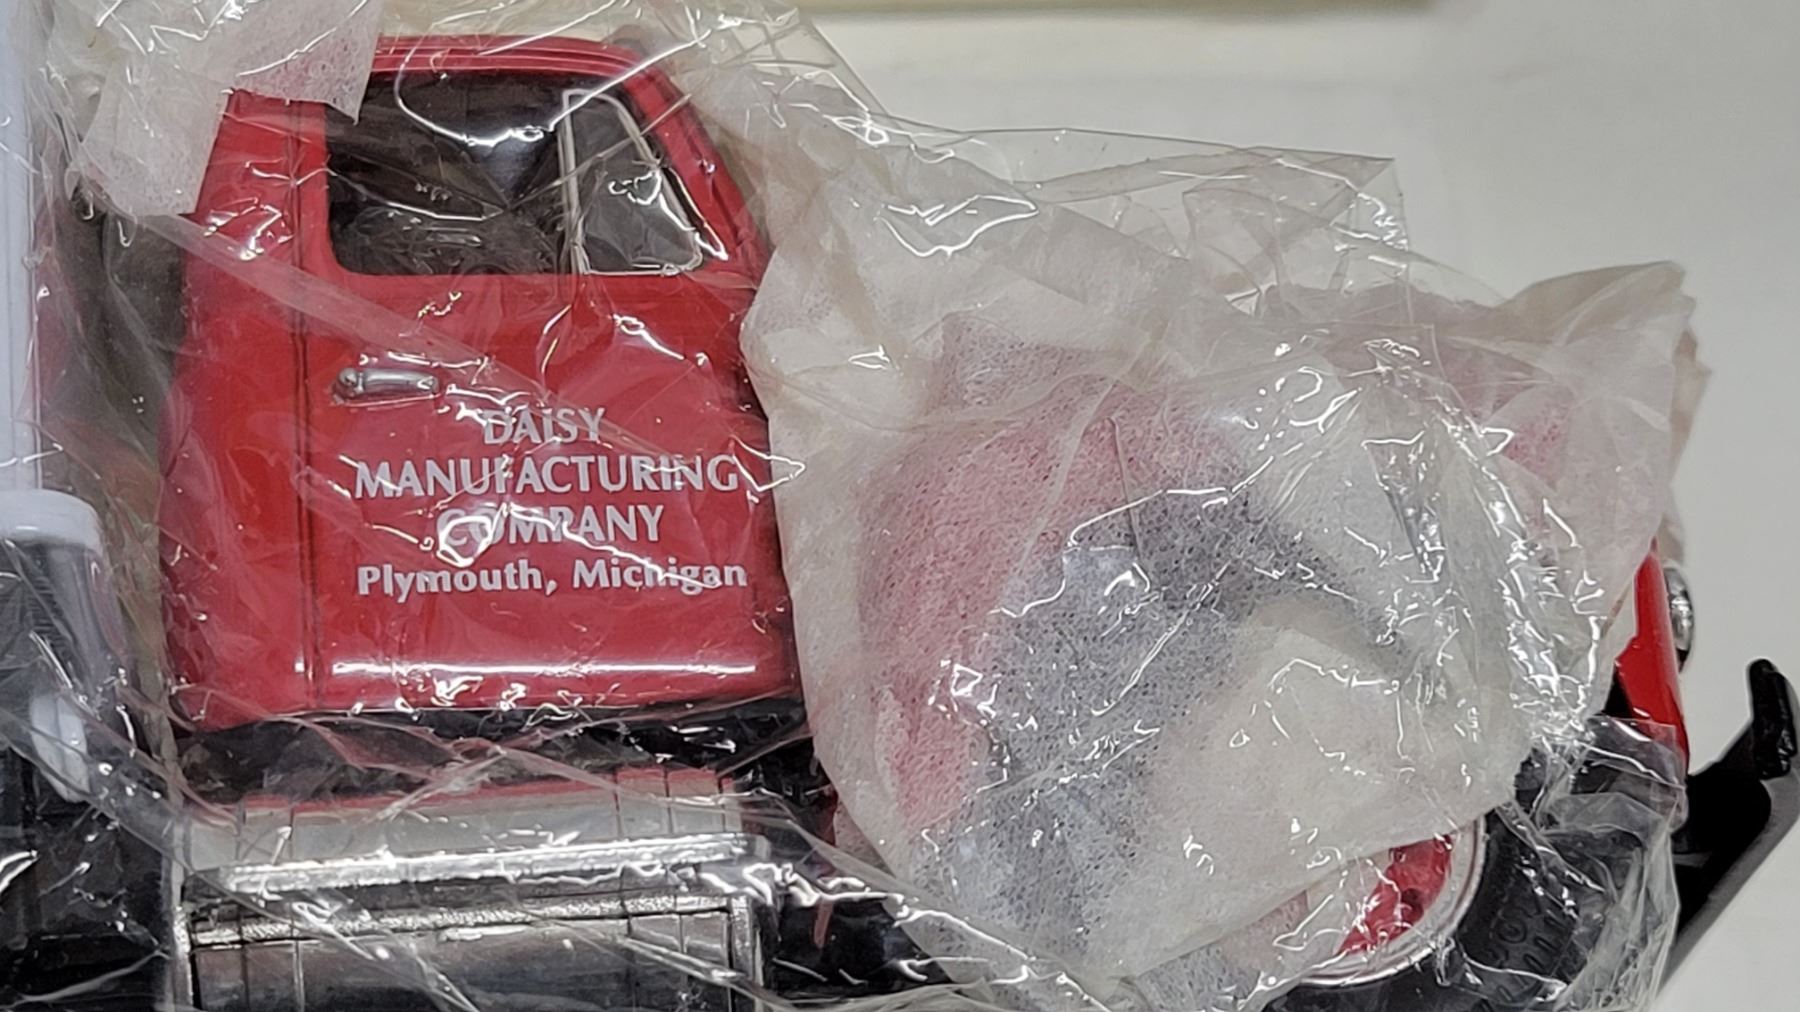 DAISY
MANUFACTURING
COMPANY
Plymouth, Michigan